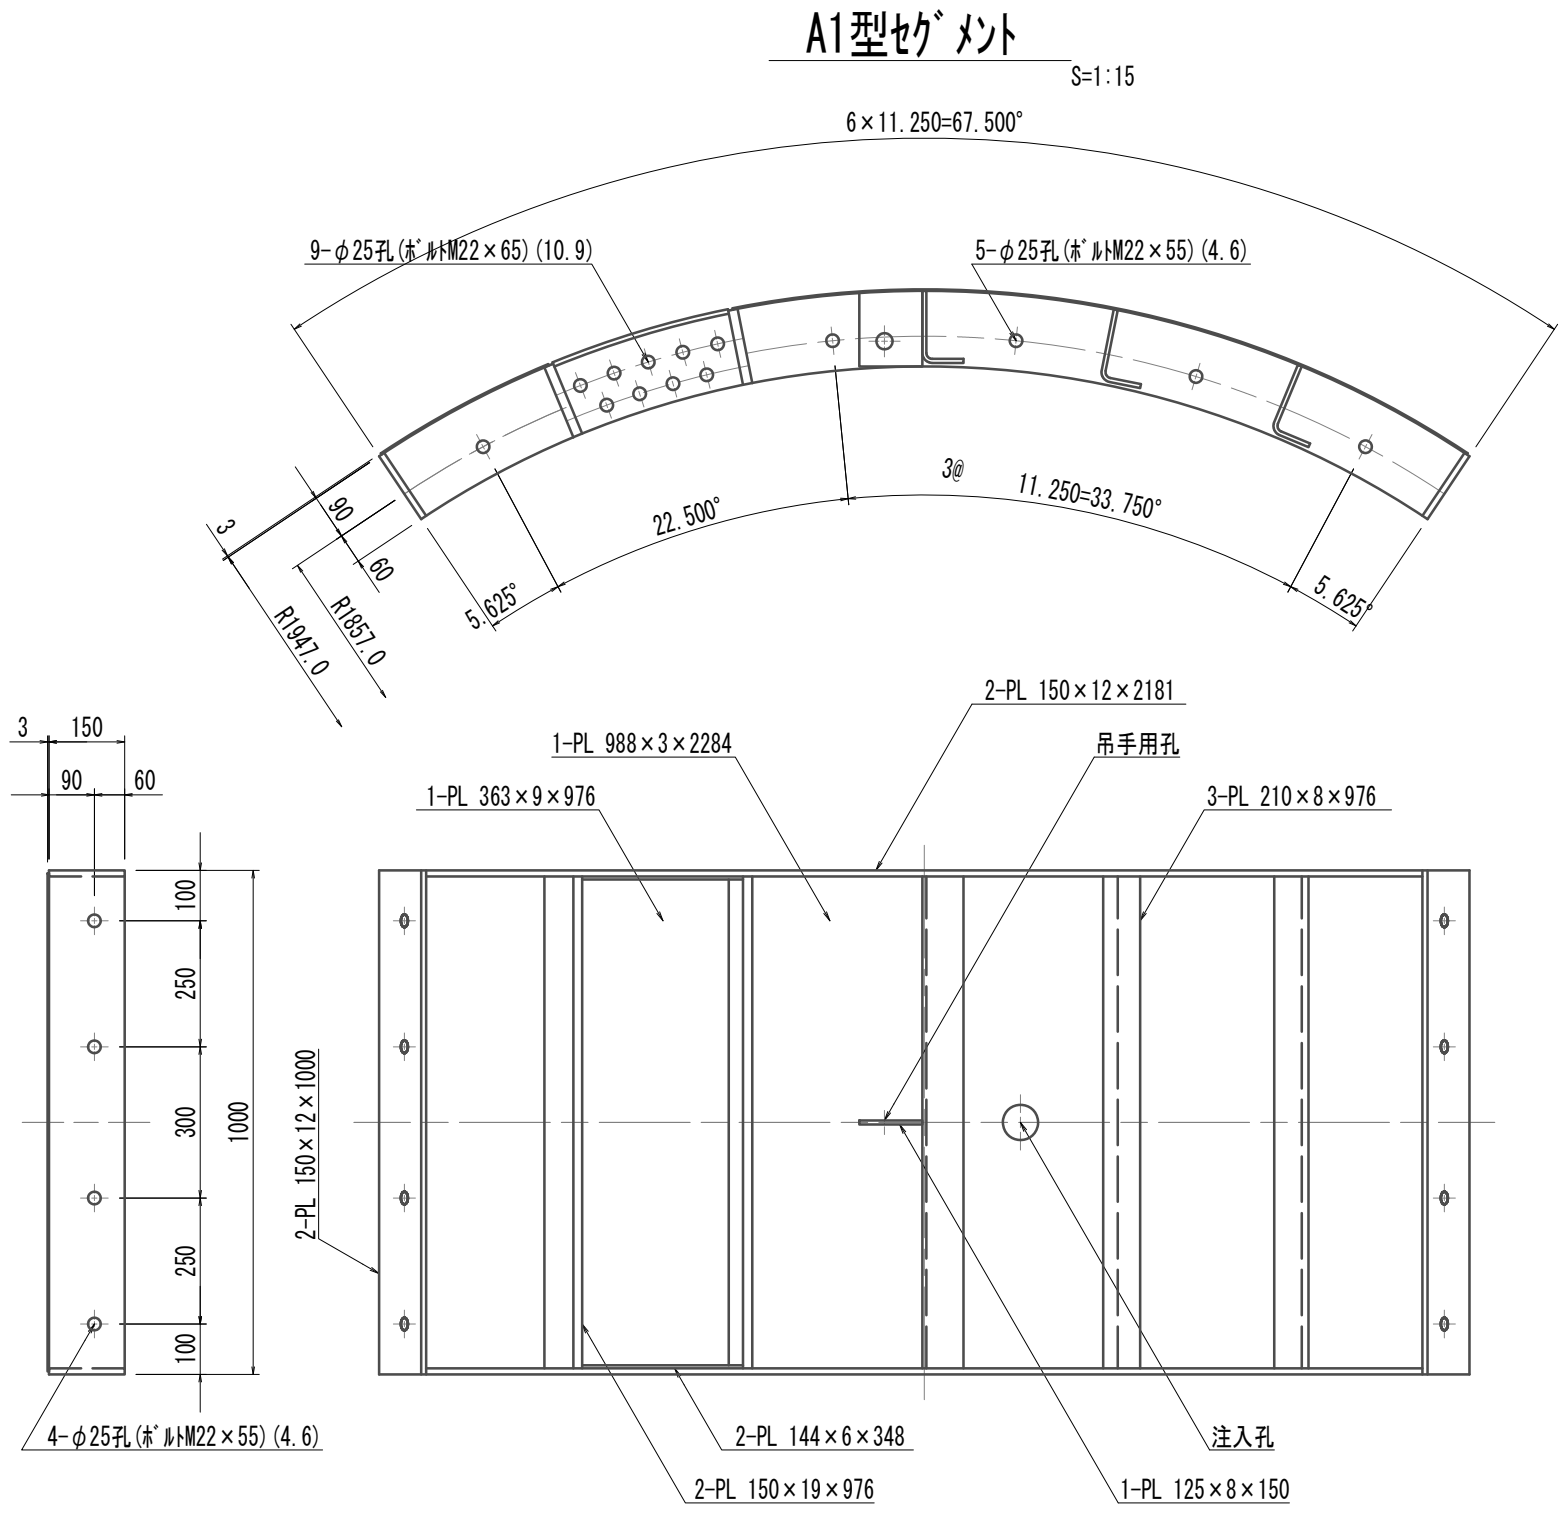 A1型ｾｸﾞﾒﾝﾄ
S=1:15
6×11.250=67.500°
9-φ25孔(ﾎﾞﾙﾄM22×65)(10.9)
5-φ25孔(ﾎﾞﾙﾄM22×55)(4.6)
3@
11.250=33.750°
22.500°
90
3
60
5.625°
5.625°
R1857.0
R1947.0
2-PL 150×12×2181
3
150
1-PL 988×3×2284
吊手用孔
90
60
1-PL 363×9×976
3-PL 210×8×976
100
250
300
1000
2-PL 150×12×1000
250
100
4-φ25孔(ﾎﾞﾙﾄM22×55)(4.6)
2-PL 144×6×348
注入孔
2-PL 150×19×976
1-PL 125×8×150